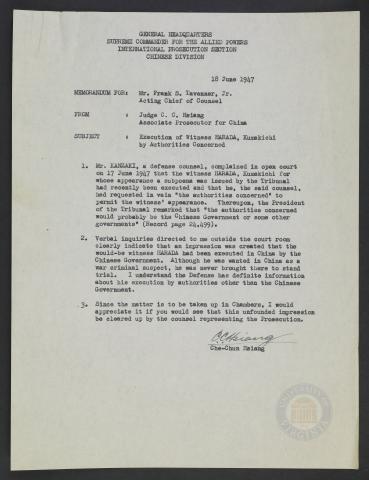 GENERAL HEADQUARTERS
SUPREME COMMANDER FOR THE ALLIED POWERS
INTERNATIONAL PROSECUTION SECTION
CHINESE DIVISION
18 June 1947
MEMORANDUM FOR: Mr. Frank S. Tavenner, Jr.
Acting Chief of Counsel
FROM : Judge C. C. Hsiang
Associate Prosecutor for China
SUBJECT : Execution of Witness HARADA, Kumakichi
by Authorities Concerned
1. Mr. KANZAKI, a defense counsel, complained in open court
on 17 June 1947 that the witness HARADA, Kumakichi for
whose appearance a subpoena was issued by the Tribunal
had recently been executed and that he, the said counsel,
had requested in vain "the authorities concerned" to
permit the witness' appearance. Thereupon, the President
of the Tribunal remarked that "the authorities concerned
would probably be the Chinese Government or some other
governments" (Record page 24,459).
2. Verbal inquiries directed to me outside the court room
clearly indicate that an impression was created that the
would-be witness HARADA had been executed in China by the
Chinese Government. Although he was wanted in China as a
war criminal suspect, he was never brought there to stand
trial. I understand the Defense has definite information
about his execution by authorities other than the Chinese
Government.
3. Since the matter is to be taken up in Chambers, I would
appreciate it if you would see that this unfounded impression
be cleared up by the counsel representing the Prosecution.
C.C.Hsiang
Che-Chun Hsiang
UNIVERSITY of VIRGINIA